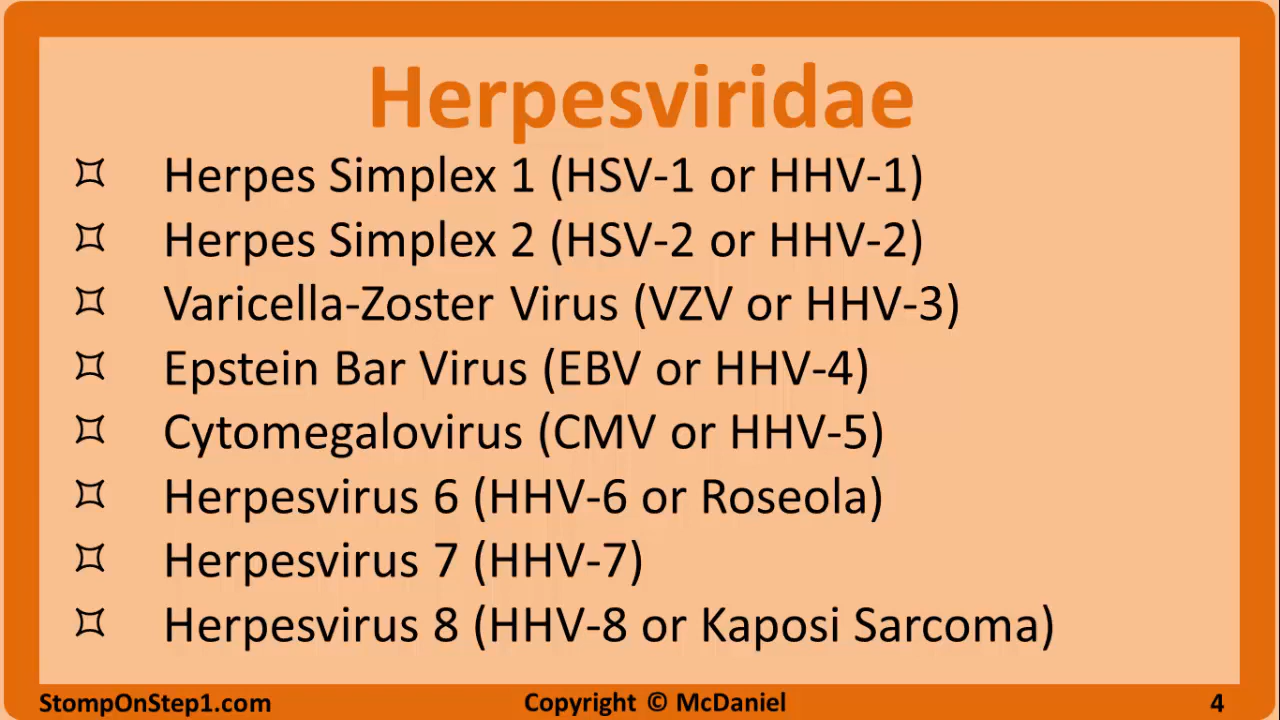 Herpesviridae
Herpes Simplex 1 (HSV-1 or HHV-1)
Herpes Simplex 2 (HSV-2 or HHV-2)
Varicella-Zoster Virus (VZV or HHV-3)
Epstein Bar Virus (EBV or HHV-4)
Cytomegalovirus (CMV or HHV-5)
Herpesvirus 6 (HHV-6 or Roseola)
Herpesvirus 7 (HHV-7)
Herpesvirus 8 (HHV-8 or Kaposi Sarcoma)
StompOnStep1.com Copyright © McDaniel 4